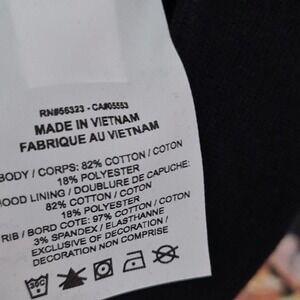 RN#56323 - CA#05553
MADE IN VIETNAM
FABRIQUE AU VIETNAM
BODY / CORPS: 82% COTTON / COTON
18% POLYESTER
HOOD LINING / DOUBLURE DE CAPUCHE:
82% COTTON / COTON
18% POLYESTER
RIB / BORD COTE: 97% COTTON / COTON
3% SPANDEX / ELASTHANNE
EXCLUSIVE OF DECORATION /
DECORATION NON COMPRISE